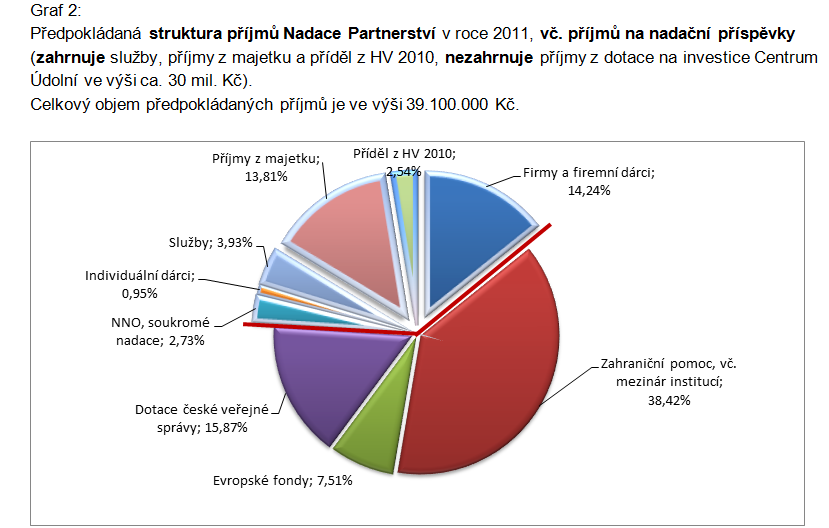 Graf 2:
Předpokládaná struktura příjmů Nadace Partnerství v roce 2011, vč. příjmů na nadační příspěvky
(zahrnuje služby, příjmy z majetku a příděl z HV 2010, nezahrnuje příjmy z dotace na investice Centrum
Údolní ve výši ca. 30 mil. Kč).
Celkový objem předpokládaných příjmů je ve výši 39.100.000 Kč.
Příděl z HV 2010;
2,54%
Příjmy z majetku;
13,81%
Firmy a firemní dárci;
14,24%
Služby; 3,93%
Individuální dárci;
0,95%
NNO, soukromé
nadace; 2,73%
Zahraniční pomoc, vč.
mezinár institucí;
38,42%
Dotace české veřejné
správy; 15,87%
Evropské fondy; 7,51%